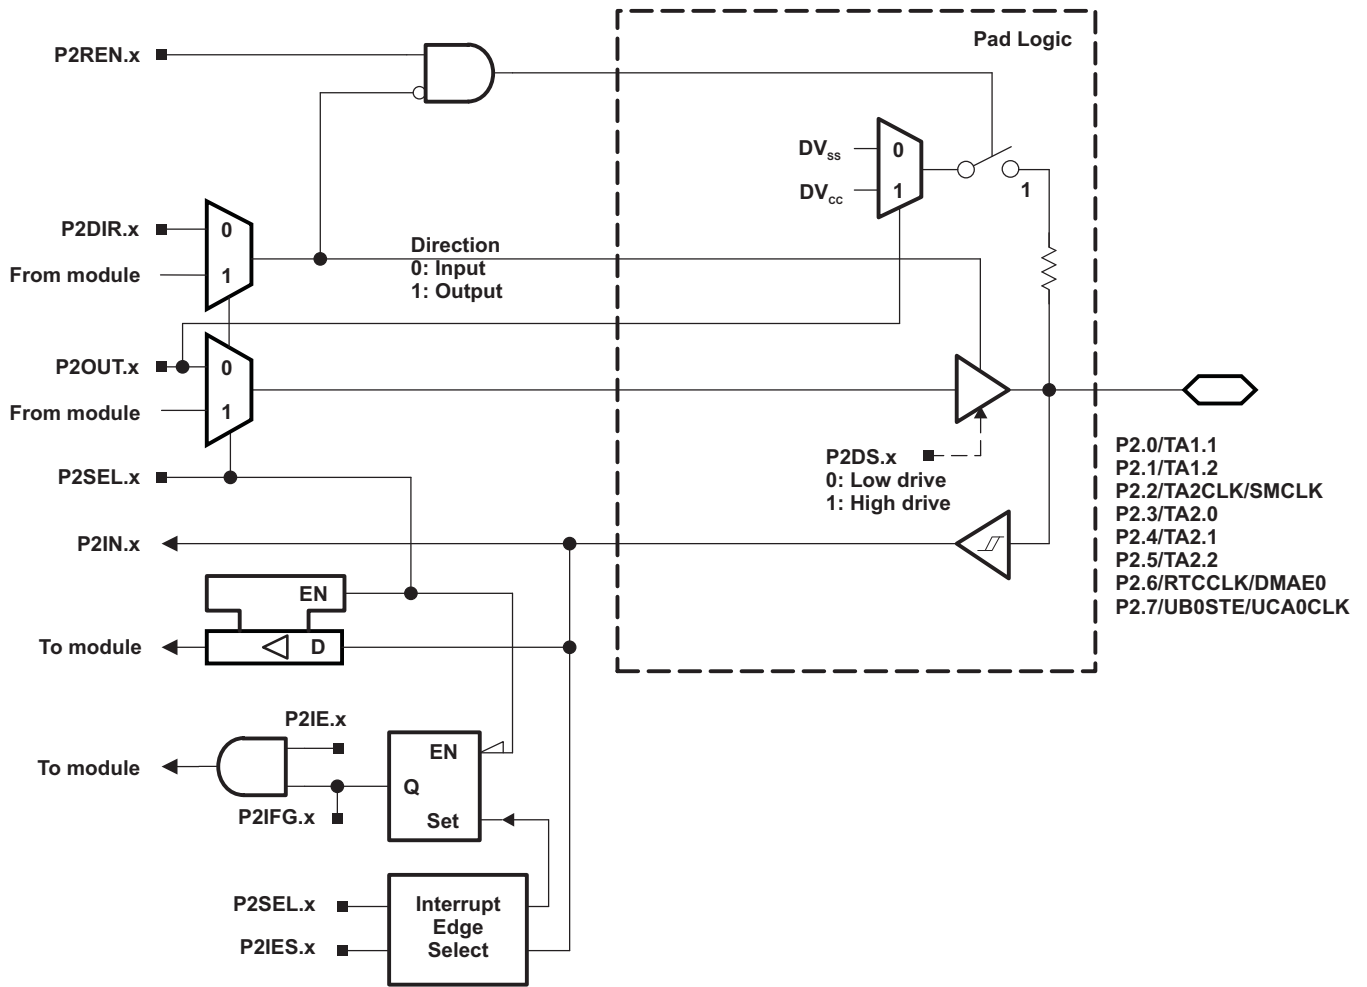 Pad Logic
P2REN.x
DVSS
0
DVCC
1
1
P2DIR.x
0
From module
1
Direction
0: Input
1: Output
P2OUT.x
0
From module
1
P2SEL.x
P2DS.x
0: Low drive
1: High drive
P2.0/TA1.1
P2.1/TA1.2
P2.2/TA2CLK/SMCLK
P2.3/TA2.0
P2.4/TA2.1
P2.5/TA2.2
P2.6/RTCCLK/DMAE0
P2.7/UB0STE/UCA0CLK
P2IN.x
EN
To module
D
P2IE.x
EN
To module
Q
P2IFG.x
Set
P2SEL.x
P2IES.x
Interrupt
Edge
Select